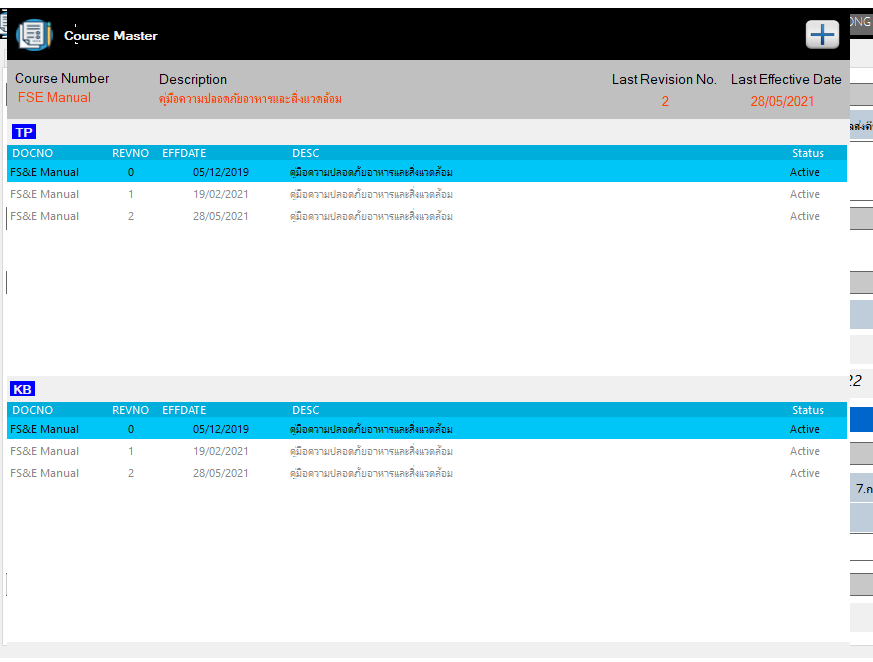 Course Master
ONG
Course Number Description Last Revision No. Last Effective Date
FSE Manual คู่มือความปลอดภัยอาหารและสิ่งแวดล้อม 2 28/05/2021
TP
DOCNO REVNO EFFDATE DESC Status
FS&E Manual 0 05/12/2019 คู่มือความปลอดภัยอาหารและสิ่งแวดล้อม Active
FS&E Manual 1 19/02/2021 คู่มือความปลอดภัยอาหารและสิ่งแวดล้อม Active
FS&E Manual 2 28/05/2021 คู่มือความปลอดภัยอาหารและสิ่งแวดล้อม Active
KB
DOCNO REVNO EFFDATE DESC Status
FS&E Manual 0 05/12/2019 คู่มือความปลอดภัยอาหารและสิ่งแวดล้อม Active
FS&E Manual 1 19/02/2021 คู่มือความปลอดภัยอาหารและสิ่งแวดล้อม Active
FS&E Manual 2 28/05/2021 คู่มือความปลอดภัยอาหารและสิ่งแวดล้อม Active
7.ก